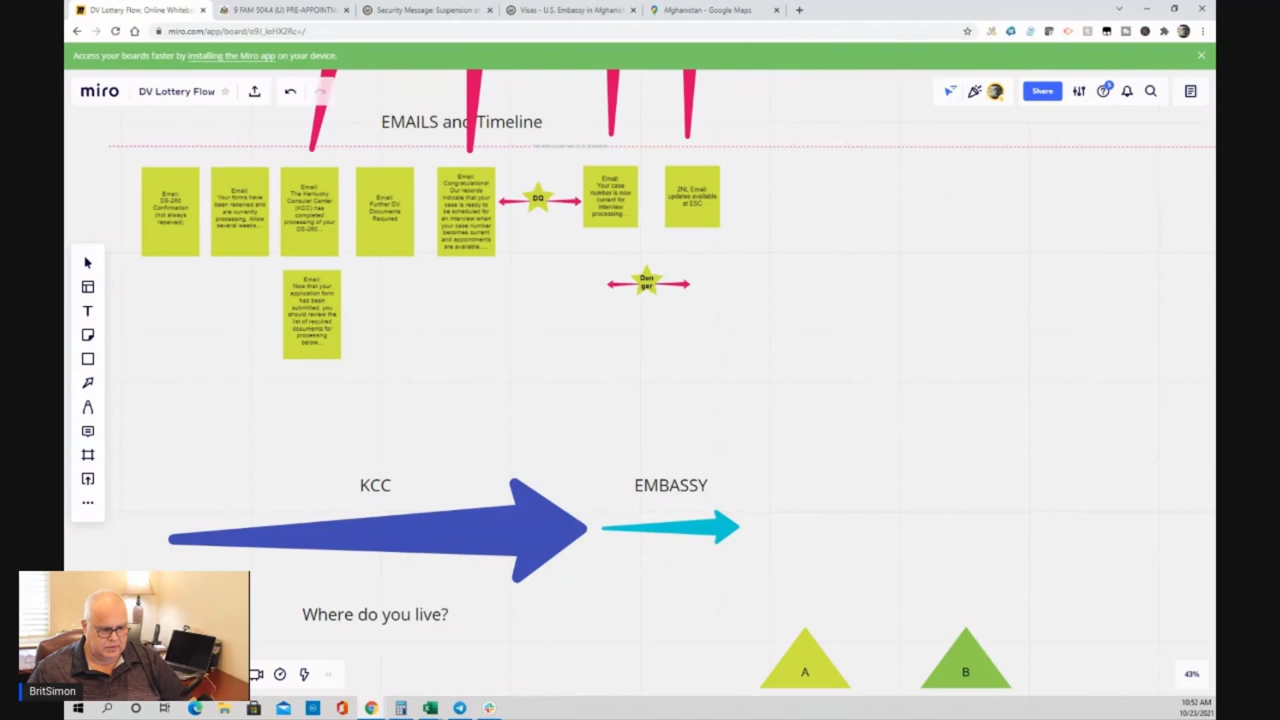 DV Lottery Flow, Online Whitebo
9 FAM 504.4 (U) PRE-APPOINTM
Security Message: Suspension of
Visas - U.S. Embassy in Afghanis
Afghanistan - Google Maps
miro.com/app/board/o9J_loHX2Rc=/
Access your boards faster by installing the Miro app on your device.
miro
DV Lottery Flow
Share
EMAILS and Timeline
Email:
DS-260
Confirmation
(not always
received)
Email:
Your forms have
been received and
are currently
processing. Allow
several weeks....
Email:
The Kentucky
Consular Center
(KCC) has
completed
processing of your
DS-260...
Email:
Further DV
Documents
Required
Email:
Congratulations!
Our records
indicate that your
case is ready to
be scheduled for
an interview when
your case number
becomes current
and appointments
are available....
DQ
Email:
Your case
number is now
current for
interview
processing...
2NL Email
updates available
at ESC
Dan
ger
Email:
Now that your
application form
has been
submitted, you
should review the
list of required
documents for
processing
below...
KCC
EMBASSY
Where do you live?
A
B
43%
BritSimon
10:52 AM
10/23/2021